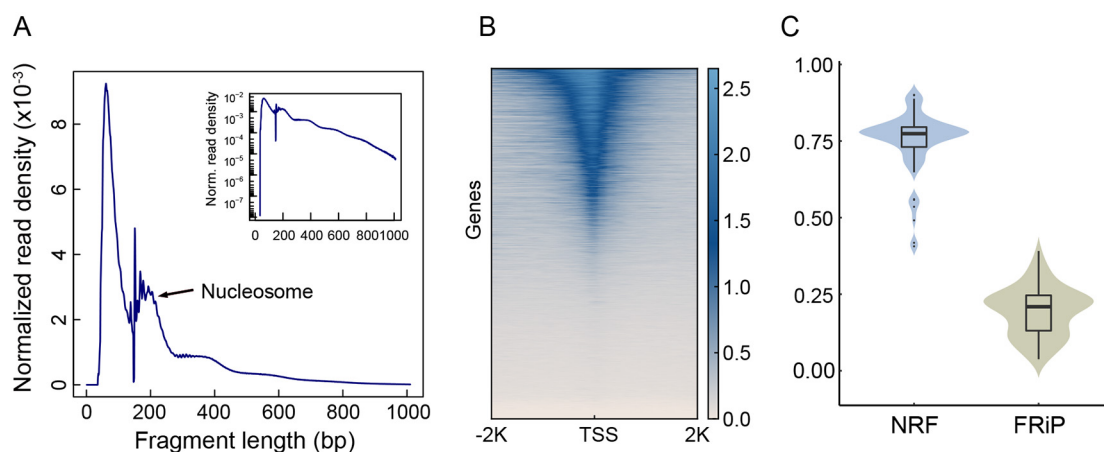 A
Normalized read density (x10⁻³)
8
6
4
2
0
0 200 400 600 800 1000
Fragment length (bp)
Nucleosome
Norm. read density
10⁻²
10⁻³
10⁻⁴
10⁻⁵
10⁻⁶
10⁻⁷
0 200 400 600 800 1000
B
Genes
-2K TSS 2K
2.5
2.0
1.5
1.0
0.5
0.0
C
1.00
0.75
0.50
0.25
0.00
NRF FRiP